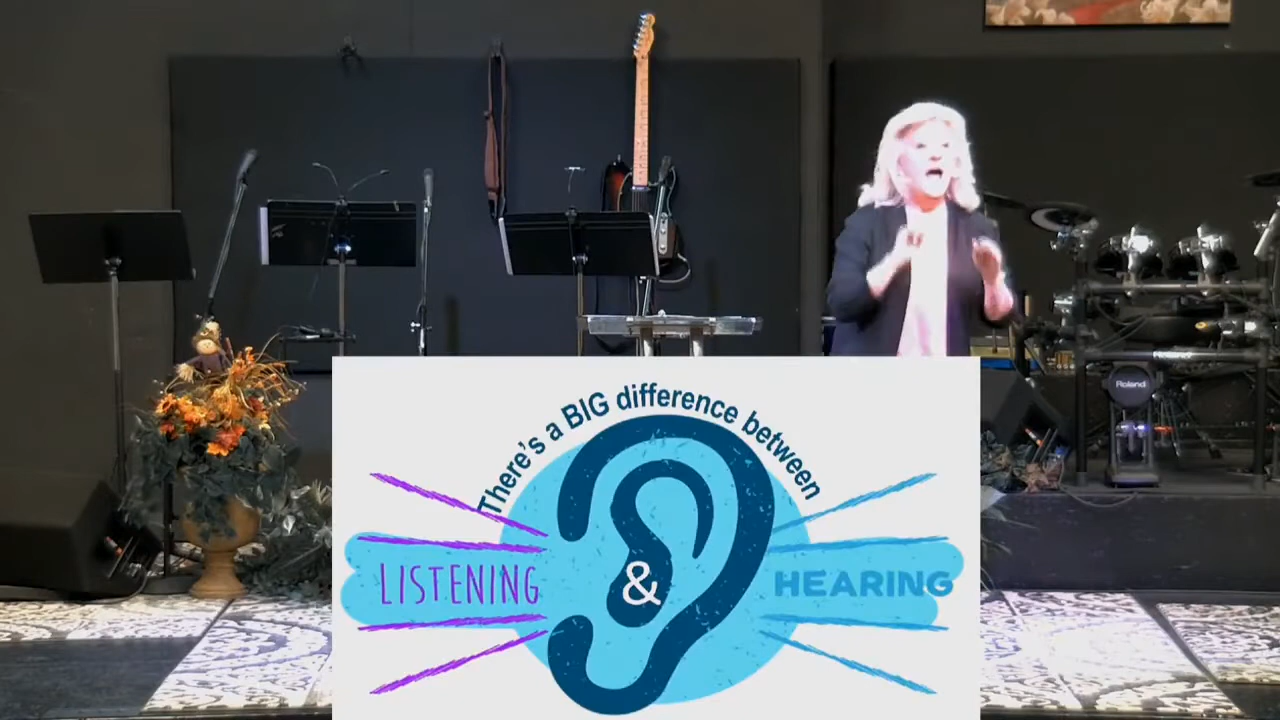 Roland
There's a BIG difference between
LISTENING
&
HEARING